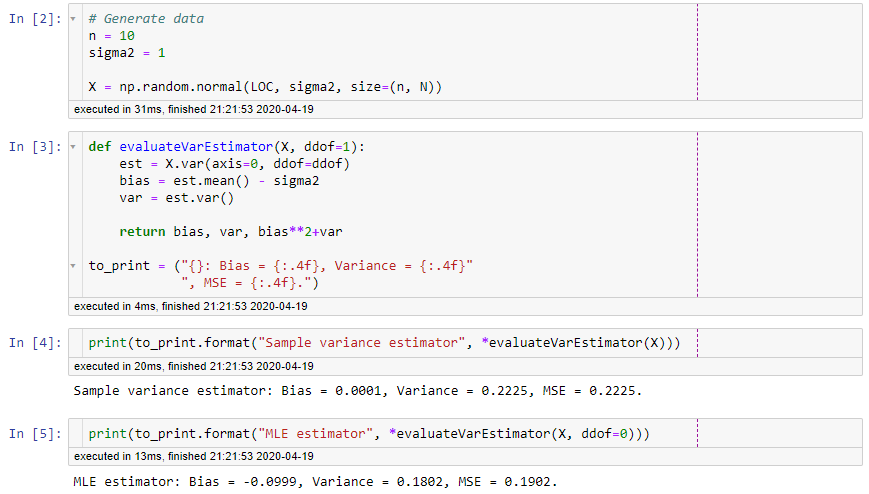 In [2]: # Generate data
n = 10
sigma2 = 1
X = np.random.normal(LOC, sigma2, size=(n, N))
executed in 31ms, finished 21:21:53 2020-04-19
In [3]: def evaluateVarEstimator(X, ddof=1):
est = X.var(axis=0, ddof=ddof)
bias = est.mean() - sigma2
var = est.var()
return bias, var, bias**2+var
to_print = ("{}: Bias = {:.4f}, Variance = {:.4f}"
", MSE = {:.4f}.")
executed in 4ms, finished 21:21:53 2020-04-19
In [4]: print(to_print.format("Sample variance estimator", *evaluateVarEstimator(X)))
executed in 20ms, finished 21:21:53 2020-04-19
Sample variance estimator: Bias = 0.0001, Variance = 0.2225, MSE = 0.2225.
In [5]: print(to_print.format("MLE estimator", *evaluateVarEstimator(X, ddof=0)))
executed in 13ms, finished 21:21:53 2020-04-19
MLE estimator: Bias = -0.0999, Variance = 0.1802, MSE = 0.1902.